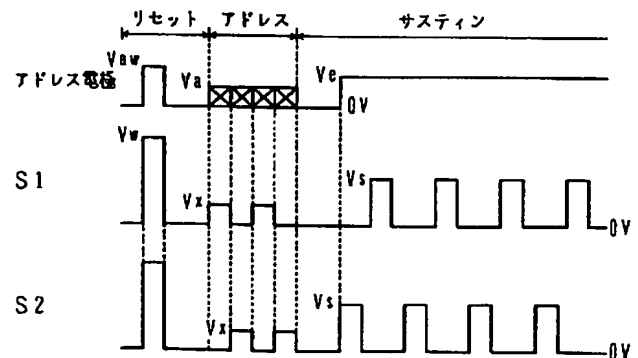 リセット アドレス サスティン
Vaw
アドレス電極 Va Ve
0V
Vw
S1 Vx Vs
0V
S2 Vx Vs
0V